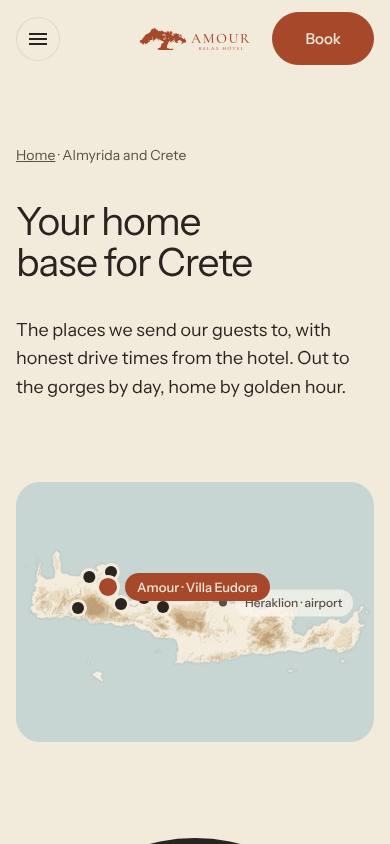 AMOUR
RELAX HOTEL
Book
Home · Almyrida and Crete
Your home
base for Crete
The places we send our guests to, with
honest drive times from the hotel. Out to
the gorges by day, home by golden hour.
Amour · Villa Eudora
Heraklion · airport